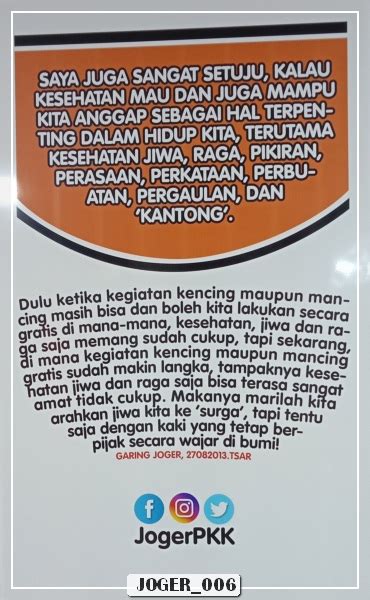 SAYA JUGA SANGAT SETUJU, KALAU
KESEHATAN MAU DAN JUGA MAMPU
KITA ANGGAP SEBAGAI HAL TERPEN-
TING DALAM HIDUP KITA, TERUTAMA
KESEHATAN JIWA, RAGA, PIKIRAN,
PERASAAN, PERKATAAN, PERBU-
ATAN, PERGAULAN, DAN
‘KANTONG’.
Dulu ketika kegiatan kencing maupun man-
cing masih bisa dan boleh kita lakukan secara
gratis di mana-mana, kesehatan, jiwa dan ra-
ga saja memang sudah cukup, tapi sekarang,
di mana kegiatan kencing maupun mancing
gratis sudah makin langka, tampaknya kese-
hatan jiwa dan raga saja bisa terasa sangat
amat tidak cukup. Makanya marilah kita
arahkan jiwa kita ke ‘surga’, tapi tentu
saja dengan kaki yang tetap ber-
pijak secara wajar di bumi!
GARING JOGER, 27082013.TSAR
JogerPKK
JOGER_006